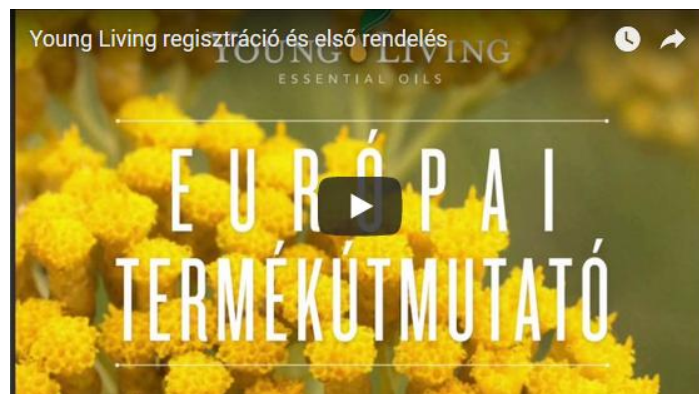 Young Living regisztráció és első rendelés
YOUNG LIVING
ESSENTIAL OILS
EURÓPAI
TERMÉKÚTMUTATÓ